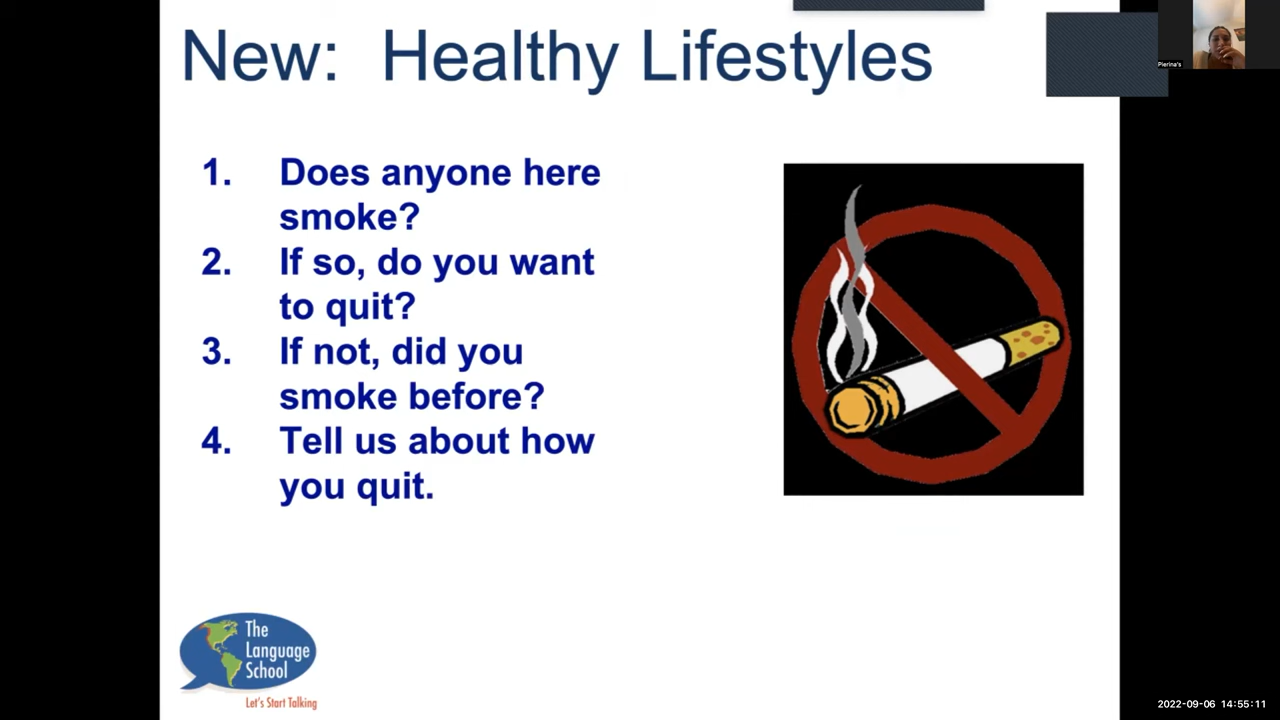 New: Healthy Lifestyles
Pierina's
1. Does anyone here
smoke?
2. If so, do you want
to quit?
3. If not, did you
smoke before?
4. Tell us about how
you quit.
The
Language
School
Let's Start Talking
2022-09-06 14:55:11